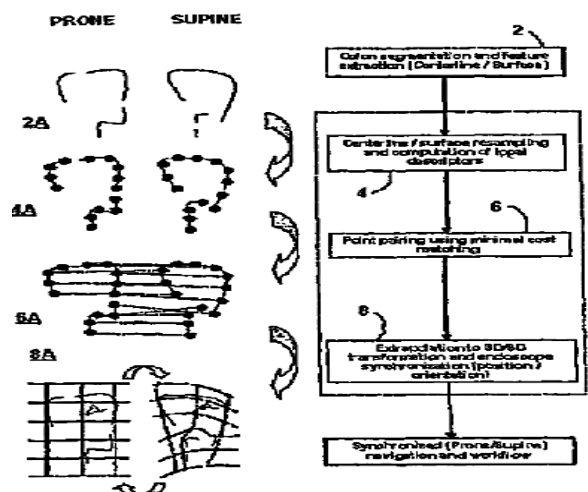 PRONE SUPINE
2
Colon segmentation and feature
extraction (Centerline / Surface)
2A
Centerline / surface resampling
and computation of local
descriptors
4
4A
6
Point pairing using minimal cost
matching
6A
8
8A
Extrapolation to 3D/3D
transformation and endoscope
synchronization (position /
orientation)
Synchronised (Prone/Supine)
navigation and workflow